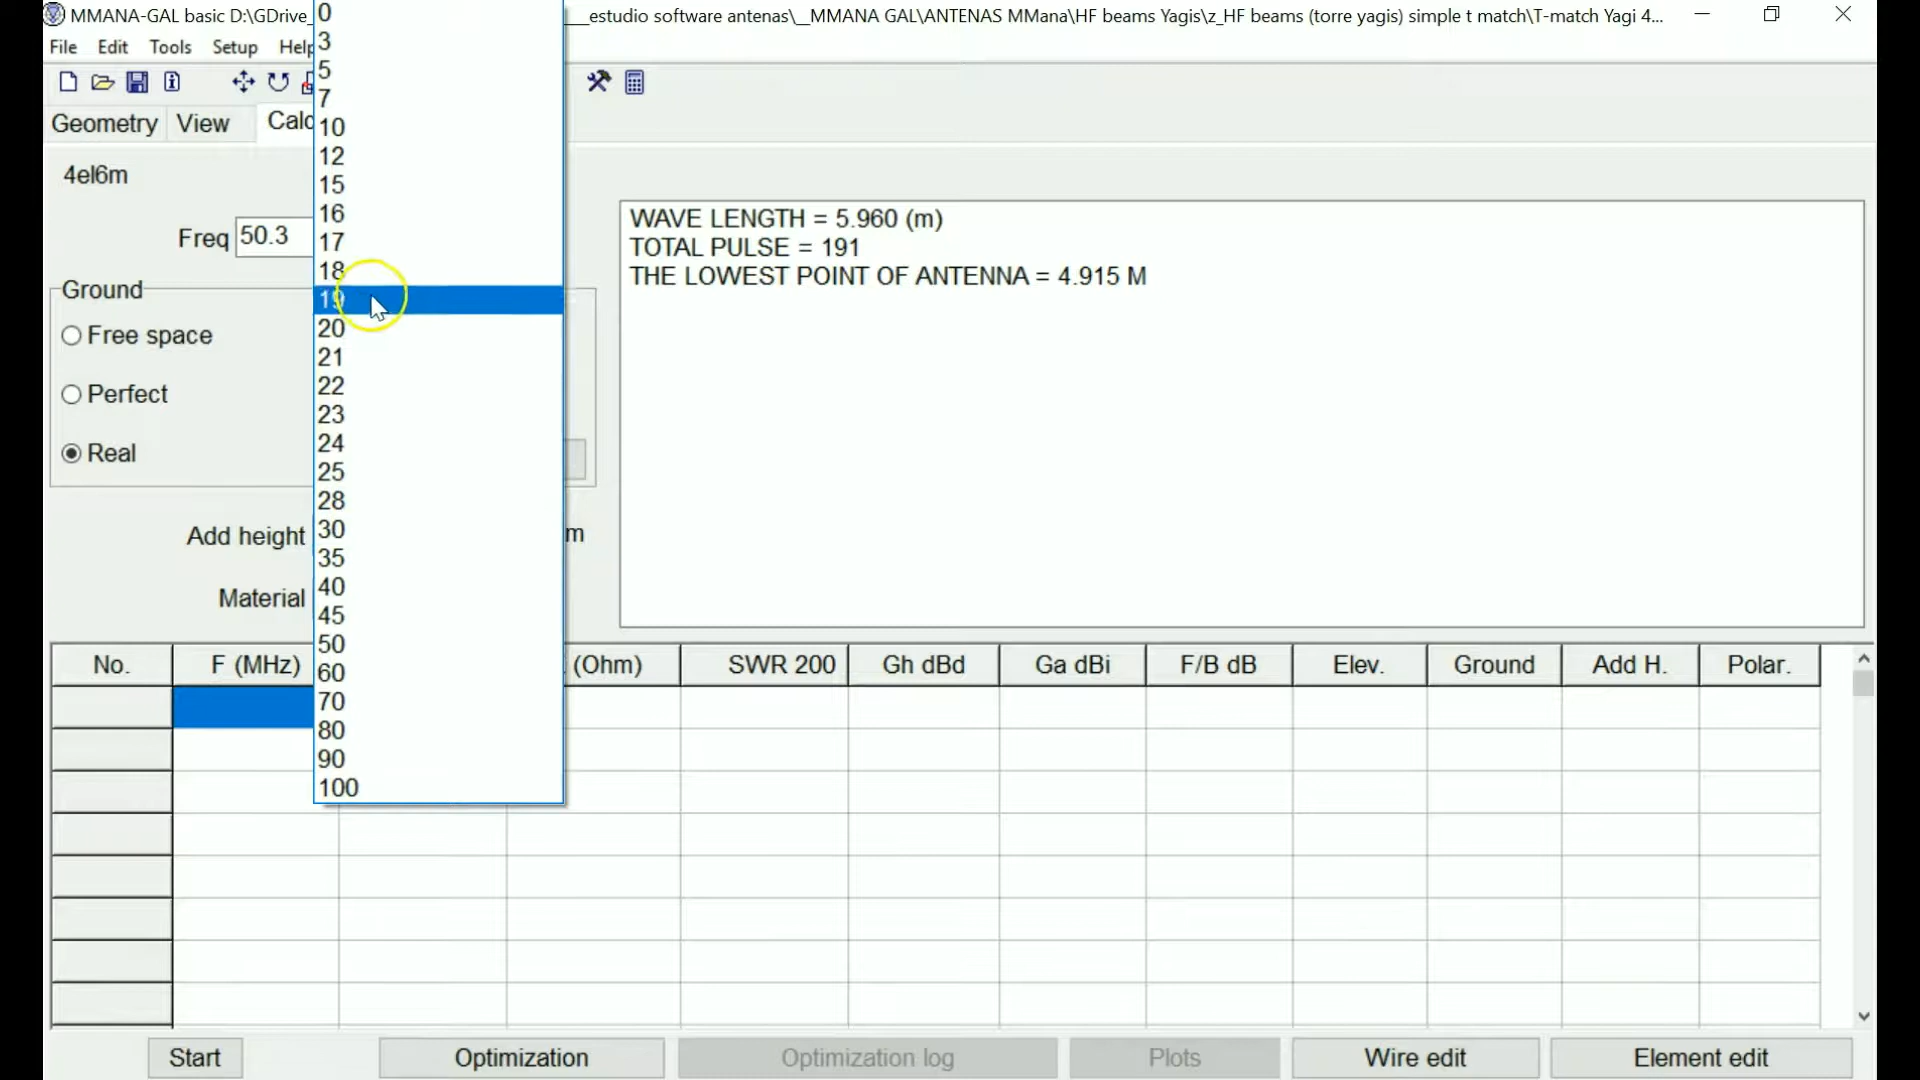 MMANA-GAL basic D:\GDrive_
_estudio software antenas\_MMANA GAL\ANTENAS MMana\HF beams Yagis\z_HF beams (torre yagis) simple t match\T-match Yagi 4...
File Edit Tools Setup Help
Geometry View Calc
4el6m
Freq 50.3
Ground
Free space
Perfect
Real
Add height
m
Material
0
3
5
7
10
12
15
16
17
18
19
20
21
22
23
24
25
28
30
35
40
45
50
60
70
80
90
100
WAVE LENGTH = 5.960 (m)
TOTAL PULSE = 191
THE LOWEST POINT OF ANTENNA = 4.915 M
No. F (MHz) (Ohm) SWR 200 Gh dBd Ga dBi F/B dB Elev. Ground Add H. Polar.
Start Optimization Optimization log Plots Wire edit Element edit